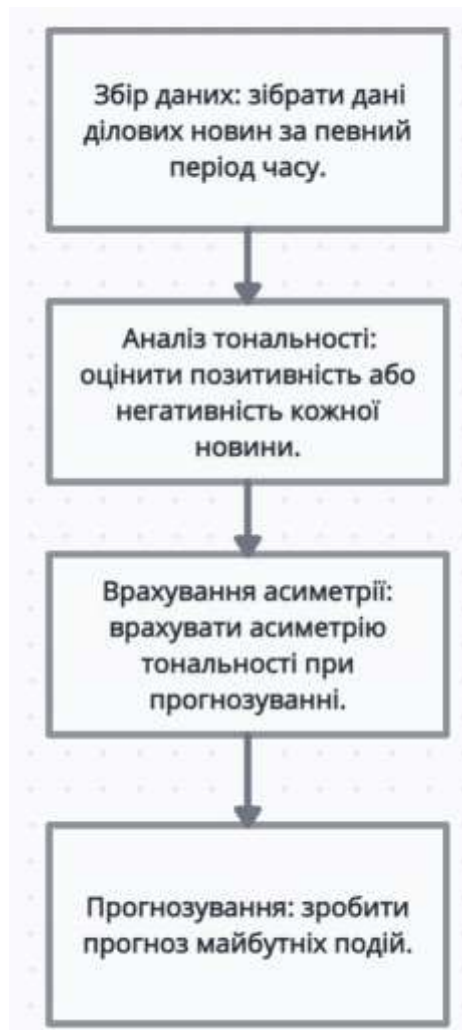 Збір даних: зібрати дані
ділових новин за певний
період часу.
Аналіз тональності:
оцінити позитивність або
негативність кожної
новини.
Врахування асиметрії:
врахувати асиметрію
тональності при
прогнозуванні.
Прогнозування: зробити
прогноз майбутніх подій.